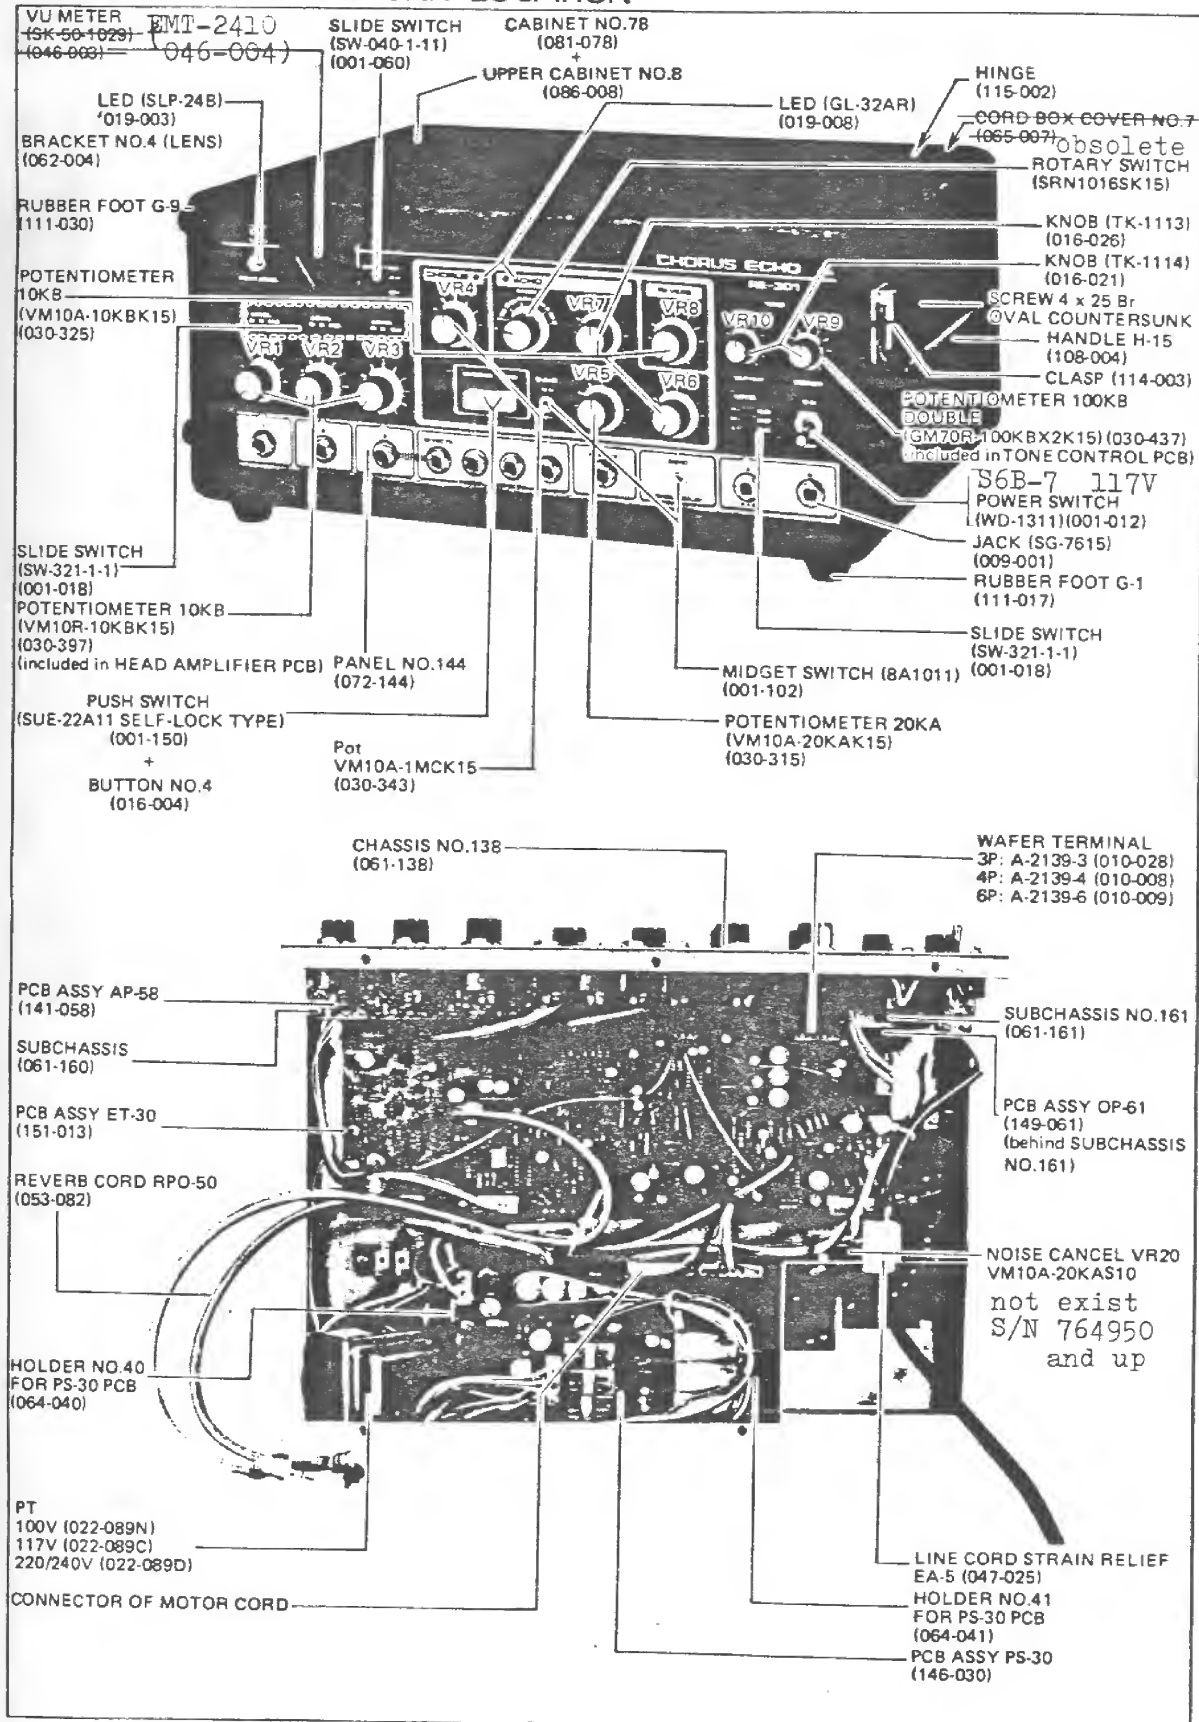 VU METER
(SK-50-1029)
(046-003)
EMT-2410
046-004)
SLIDE SWITCH
(SW-040-1-11)
(001-060)
CABINET NO.78
(081-078)
+
UPPER CABINET NO.8
(086-008)
LED (SLP-24B)
(019-003)
BRACKET NO.4 (LENS)
(062-004)
RUBBER FOOT G-9
(111-030)
POTENTIOMETER
10KB
(VM10A-10KBK15)
(030-325)
LED (GL-32AR)
(019-008)
HINGE
(115-002)
CORD BOX COVER NO.7
(065-007)
obsolete
ROTARY SWITCH
(SRN1016SK15)
KNOB (TK-1113)
(016-026)
KNOB (TK-1114)
(016-021)
SCREW 4 x 25 Br
OVAL COUNTERSUNK
HANDLE H-15
(108-004)
CLASP (114-003)
POTENTIOMETER 100KB
DOUBLE
(GM70R-100KBX2K15) (030-437)
(included in TONE CONTROL PCB)
S6B-7 117V
POWER SWITCH
(WD-1311)(001-012)
JACK (SG-7615)
(009-001)
RUBBER FOOT G-1
(111-017)
SLIDE SWITCH
(SW-321-1-1)
(001-018)
CHORUS
ECHO
REVERB
CHORUS ECHO
RE-301
VR4
VR7
VR8
VR10
VR9
VR1
VR2
VR3
VR5
VR6
SLIDE SWITCH
(SW-321-1-1)
(001-018)
POTENTIOMETER 10KB
(VM10R-10KBK15)
(030-397)
(included in HEAD AMPLIFIER PCB)
PANEL NO.144
(072-144)
MIDGET SWITCH (8A1011)
(001-102)
PUSH SWITCH
(SUE-22A11 SELF-LOCK TYPE)
(001-150)
+
BUTTON NO.4
(016-004)
Pot
VM10A-1MCK15
(030-343)
POTENTIOMETER 20KA
(VM10A-20KAK15)
(030-315)
CHASSIS NO.138
(061-138)
WAFER TERMINAL
3P: A-2139-3 (010-028)
4P: A-2139-4 (010-008)
6P: A-2139-6 (010-009)
PCB ASSY AP-58
(141-058)
SUBCHASSIS
(061-160)
PCB ASSY ET-30
(151-013)
REVERB CORD RPO-50
(053-082)
SUBCHASSIS NO.161
(061-161)
PCB ASSY OP-61
(149-061)
(behind SUBCHASSIS
NO.161)
NOISE CANCEL VR20
VM10A-20KAS10
not exist
S/N 764950
and up
HOLDER NO.40
FOR PS-30 PCB
(064-040)
PT
100V (022-089N)
117V (022-089C)
220/240V (022-089D)
CONNECTOR OF MOTOR CORD
LINE CORD STRAIN RELIEF
EA-5 (047-025)
HOLDER NO.41
FOR PS-30 PCB
(064-041)
PCB ASSY PS-30
(146-030)